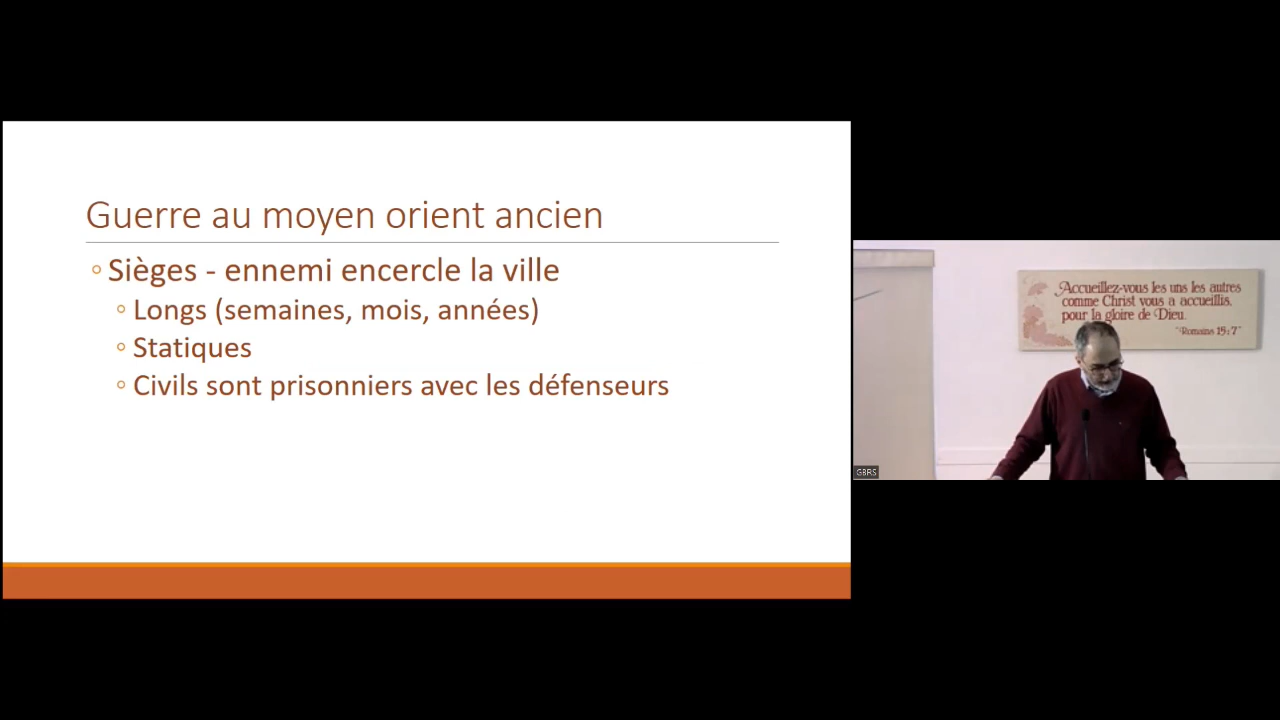 Guerre au moyen orient ancien
Sièges - ennemi encercle la ville
Longs (semaines, mois, années)
Statiques
Civils sont prisonniers avec les défenseurs
Accueillez-vous les uns les autres
comme Christ vous a accueillis,
pour la gloire de Dieu.
"Romains 15:7"
GBRS